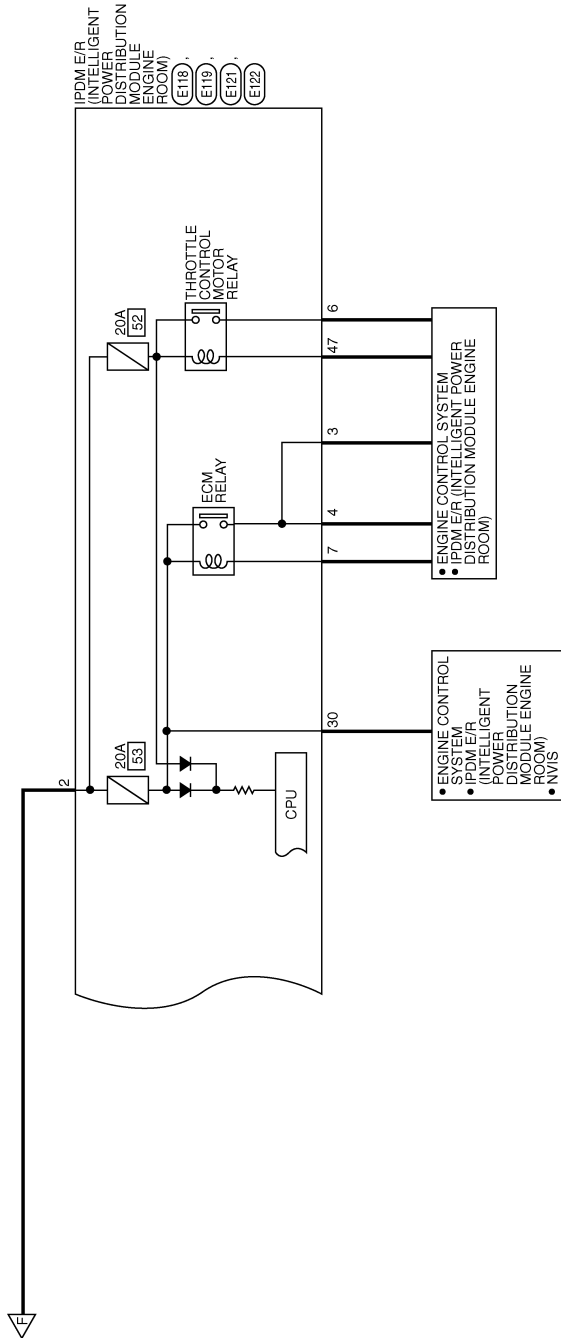 IPDM E/R
(INTELLIGENT
POWER
DISTRIBUTION
MODULE
ENGINE
ROOM)
E118 ,
E119 ,
E121 ,
E122
F
2
20A
53
20A
52
THROTTLE
CONTROL
MOTOR
RELAY
ECM
RELAY
CPU
30
7
4
3
47
6
● ENGINE CONTROL
SYSTEM
● IPDM E/R
(INTELLIGENT
POWER
DISTRIBUTION
MODULE ENGINE
ROOM)
● NVIS
● ENGINE CONTROL SYSTEM
● IPDM E/R (INTELLIGENT POWER
DISTRIBUTION MODULE ENGINE
ROOM)